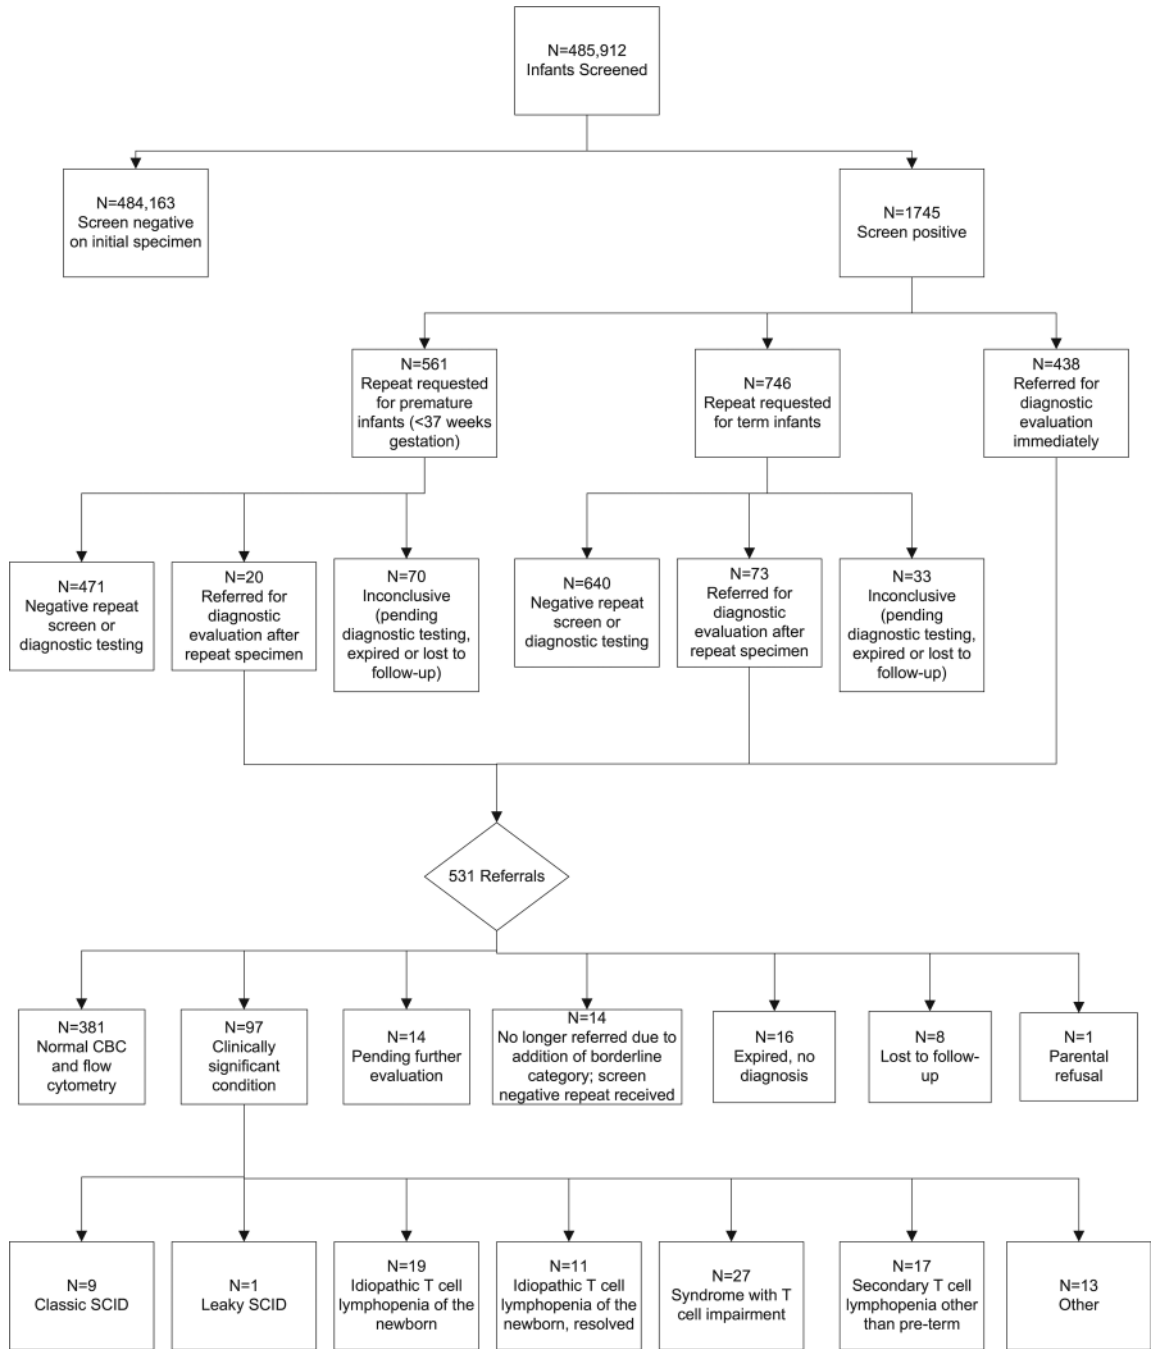 N=485,912
Infants Screened
N=484,163
Screen negative
on initial specimen
N=1745
Screen positive
N=561
Repeat requested
for premature
infants (<37 weeks
gestation)
N=746
Repeat requested
for term infants
N=438
Referred for
diagnostic
evaluation
immediately
N=471
Negative repeat
screen or
diagnostic testing
N=20
Referred for
diagnostic
evaluation after
repeat specimen
N=70
Inconclusive
(pending
diagnostic testing,
expired or lost to
follow-up)
N=640
Negative repeat
screen or
diagnostic testing
N=73
Referred for
diagnostic
evaluation after
repeat specimen
N=33
Inconclusive
(pending
diagnostic testing,
expired or lost to
follow-up)
531 Referrals
N=381
Normal CBC
and flow
cytometry
N=97
Clinically
significant
condition
N=14
Pending further
evaluation
N=14
No longer referred due to
addition of borderline
category; screen
negative repeat received
N=16
Expired, no
diagnosis
N=8
Lost to follow-
up
N=1
Parental
refusal
N=9
Classic SCID
N=1
Leaky SCID
N=19
Idiopathic T cell
lymphopenia of the
newborn
N=11
Idiopathic T cell
lymphopenia of the
newborn, resolved
N=27
Syndrome with T
cell impairment
N=17
Secondary T cell
lymphopenia other
than pre-term
N=13
Other